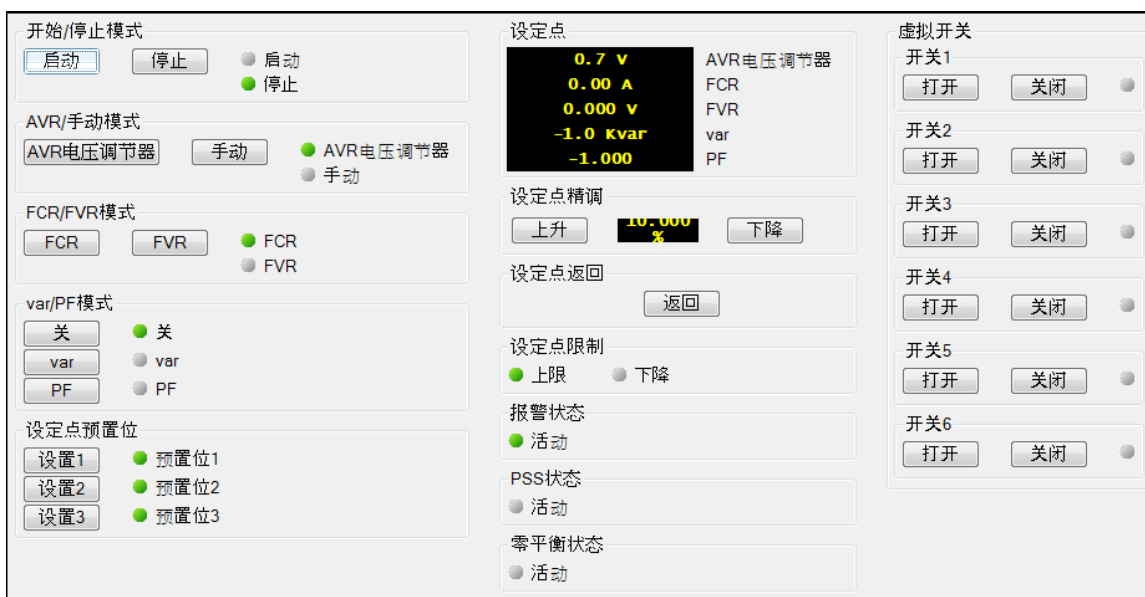 开始/停止模式
启动 停止 启动
停止
AVR/手动模式
AVR电压调节器 手动 AVR电压调节器
手动
FCR/FVR模式
FCR FVR FCR
FVR
var/PF模式
关 关
var var
PF PF
设定点预置位
设置1 预置位1
设置2 预置位2
设置3 预置位3
设定点
0.7 V AVR电压调节器
0.00 A FCR
0.000 V FVR
-1.0 Kvar var
-1.000 PF
设定点精调
上升 10.000 % 下降
设定点返回
返回
设定点限制
上限 下降
报警状态
活动
PSS状态
活动
零平衡状态
活动
虚拟开关
开关1
打开 关闭
开关2
打开 关闭
开关3
打开 关闭
开关4
打开 关闭
开关5
打开 关闭
开关6
打开 关闭